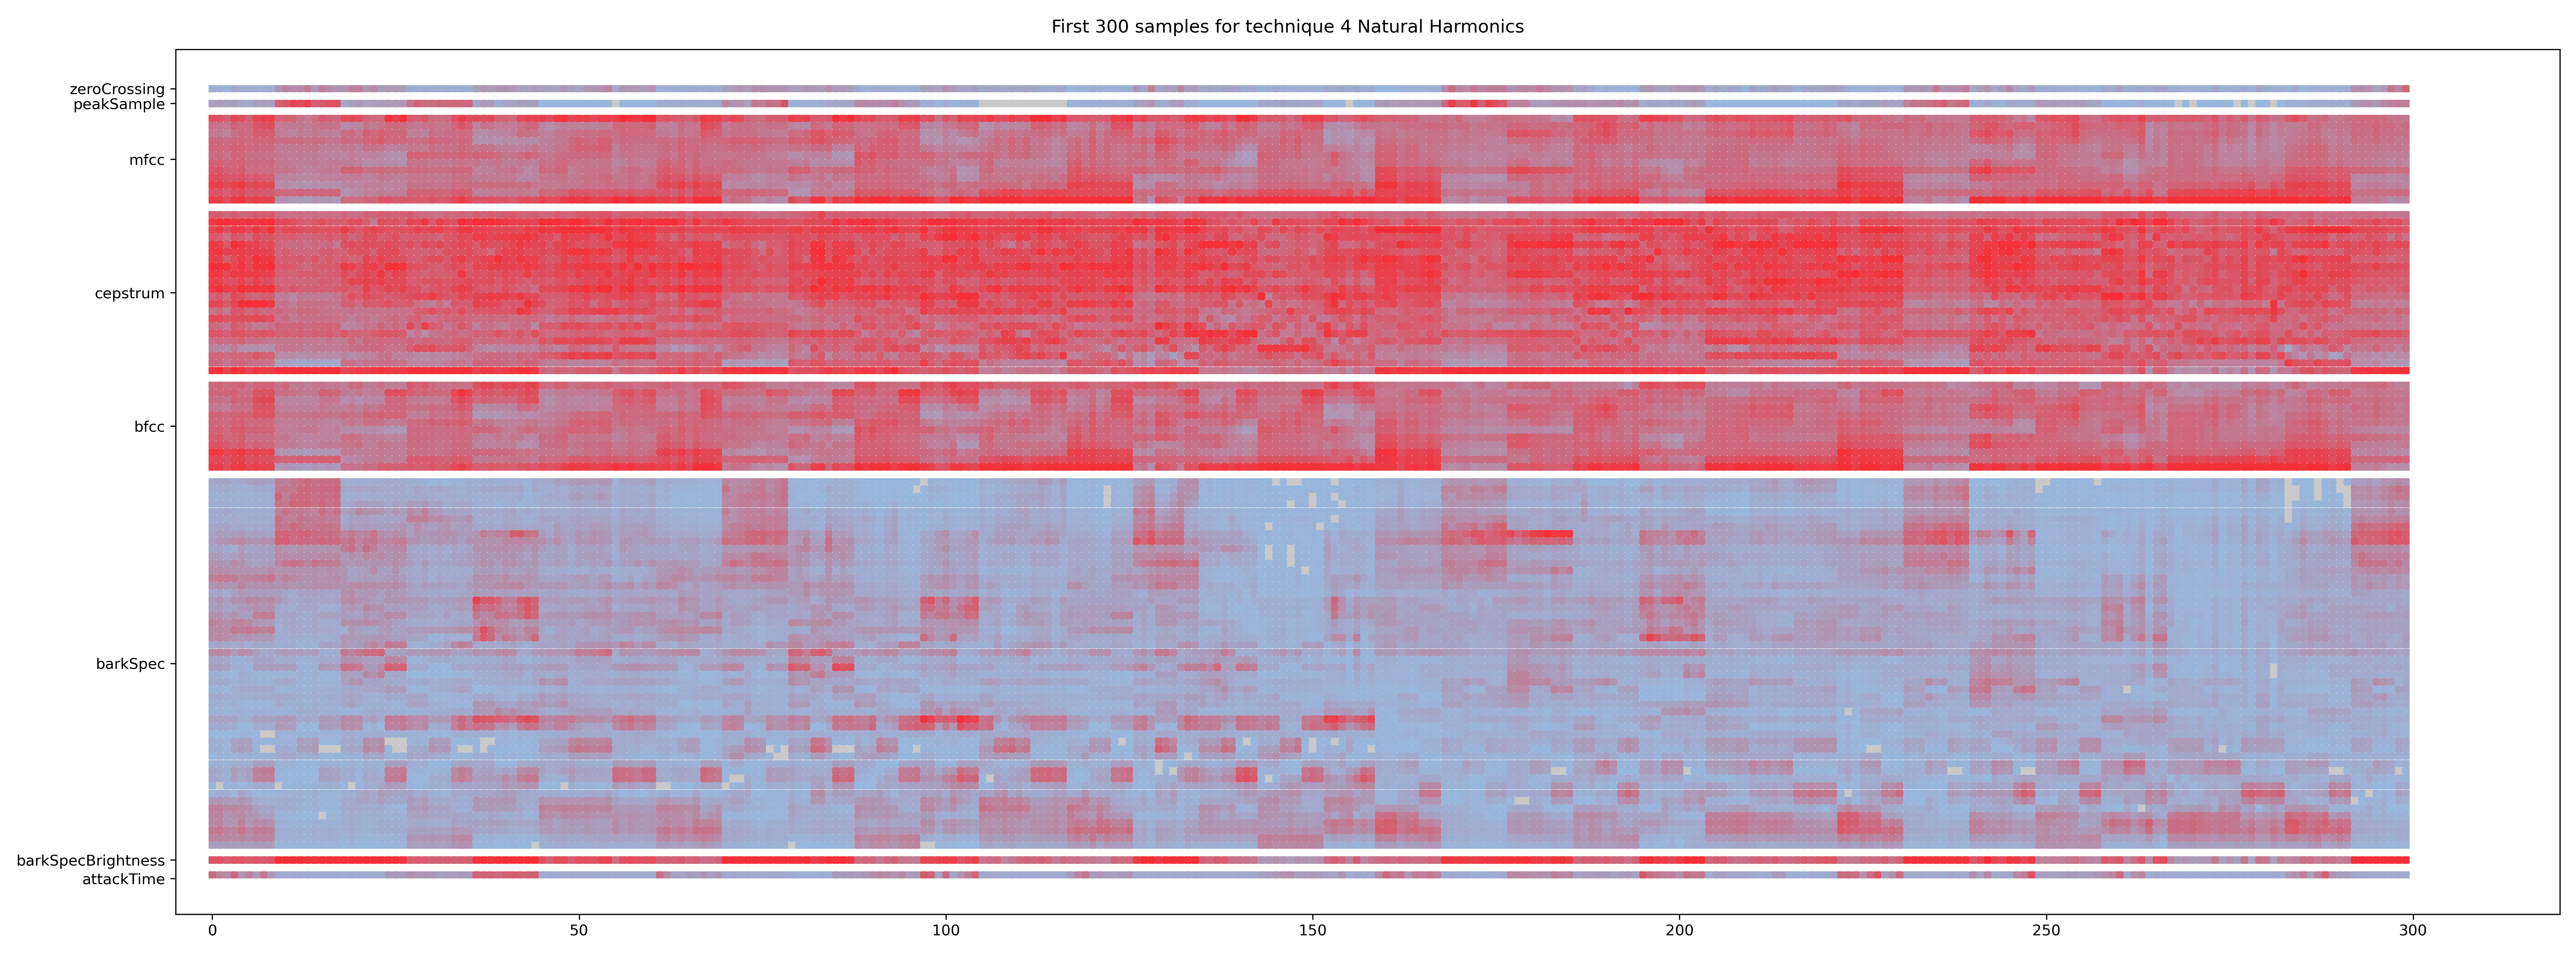 First 300 samples for technique 4 Natural Harmonics
zeroCrossing
peakSample
mfcc
cepstrum
bfcc
barkSpec
barkSpecBrightness
attackTime
0 50 100 150 200 250 300